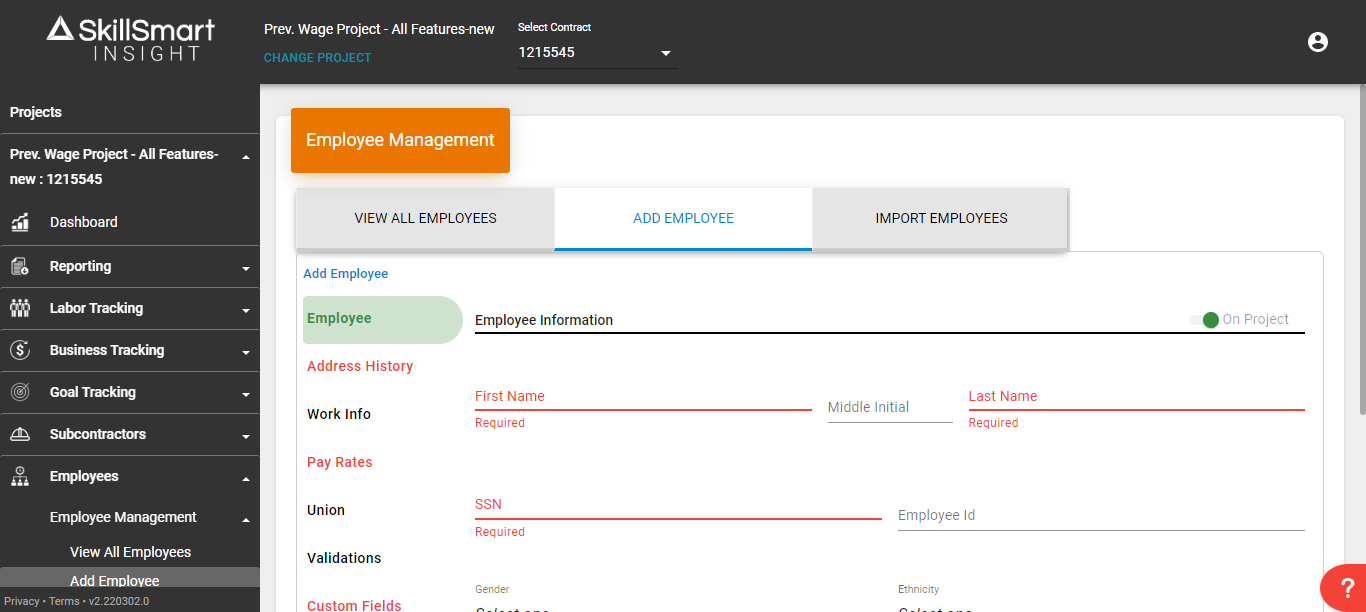 SkillSmart
INSIGHT
Prev. Wage Project - All Features-new
CHANGE PROJECT
Select Contract
1215545
Projects
Prev. Wage Project - All Features-
new : 1215545
Dashboard
Reporting
Labor Tracking
Business Tracking
Goal Tracking
Subcontractors
Employees
Employee Management
View All Employees
Add Employee
Privacy • Terms • v2.220302.0
Employee Management
VIEW ALL EMPLOYEES
ADD EMPLOYEE
IMPORT EMPLOYEES
Add Employee
Employee
Address History
Work Info
Pay Rates
Union
Validations
Custom Fields
Employee Information
On Project
First Name
Required
Middle Initial
Last Name
Required
SSN
Required
Employee Id
Gender
Select one
Ethnicity
Select one
?